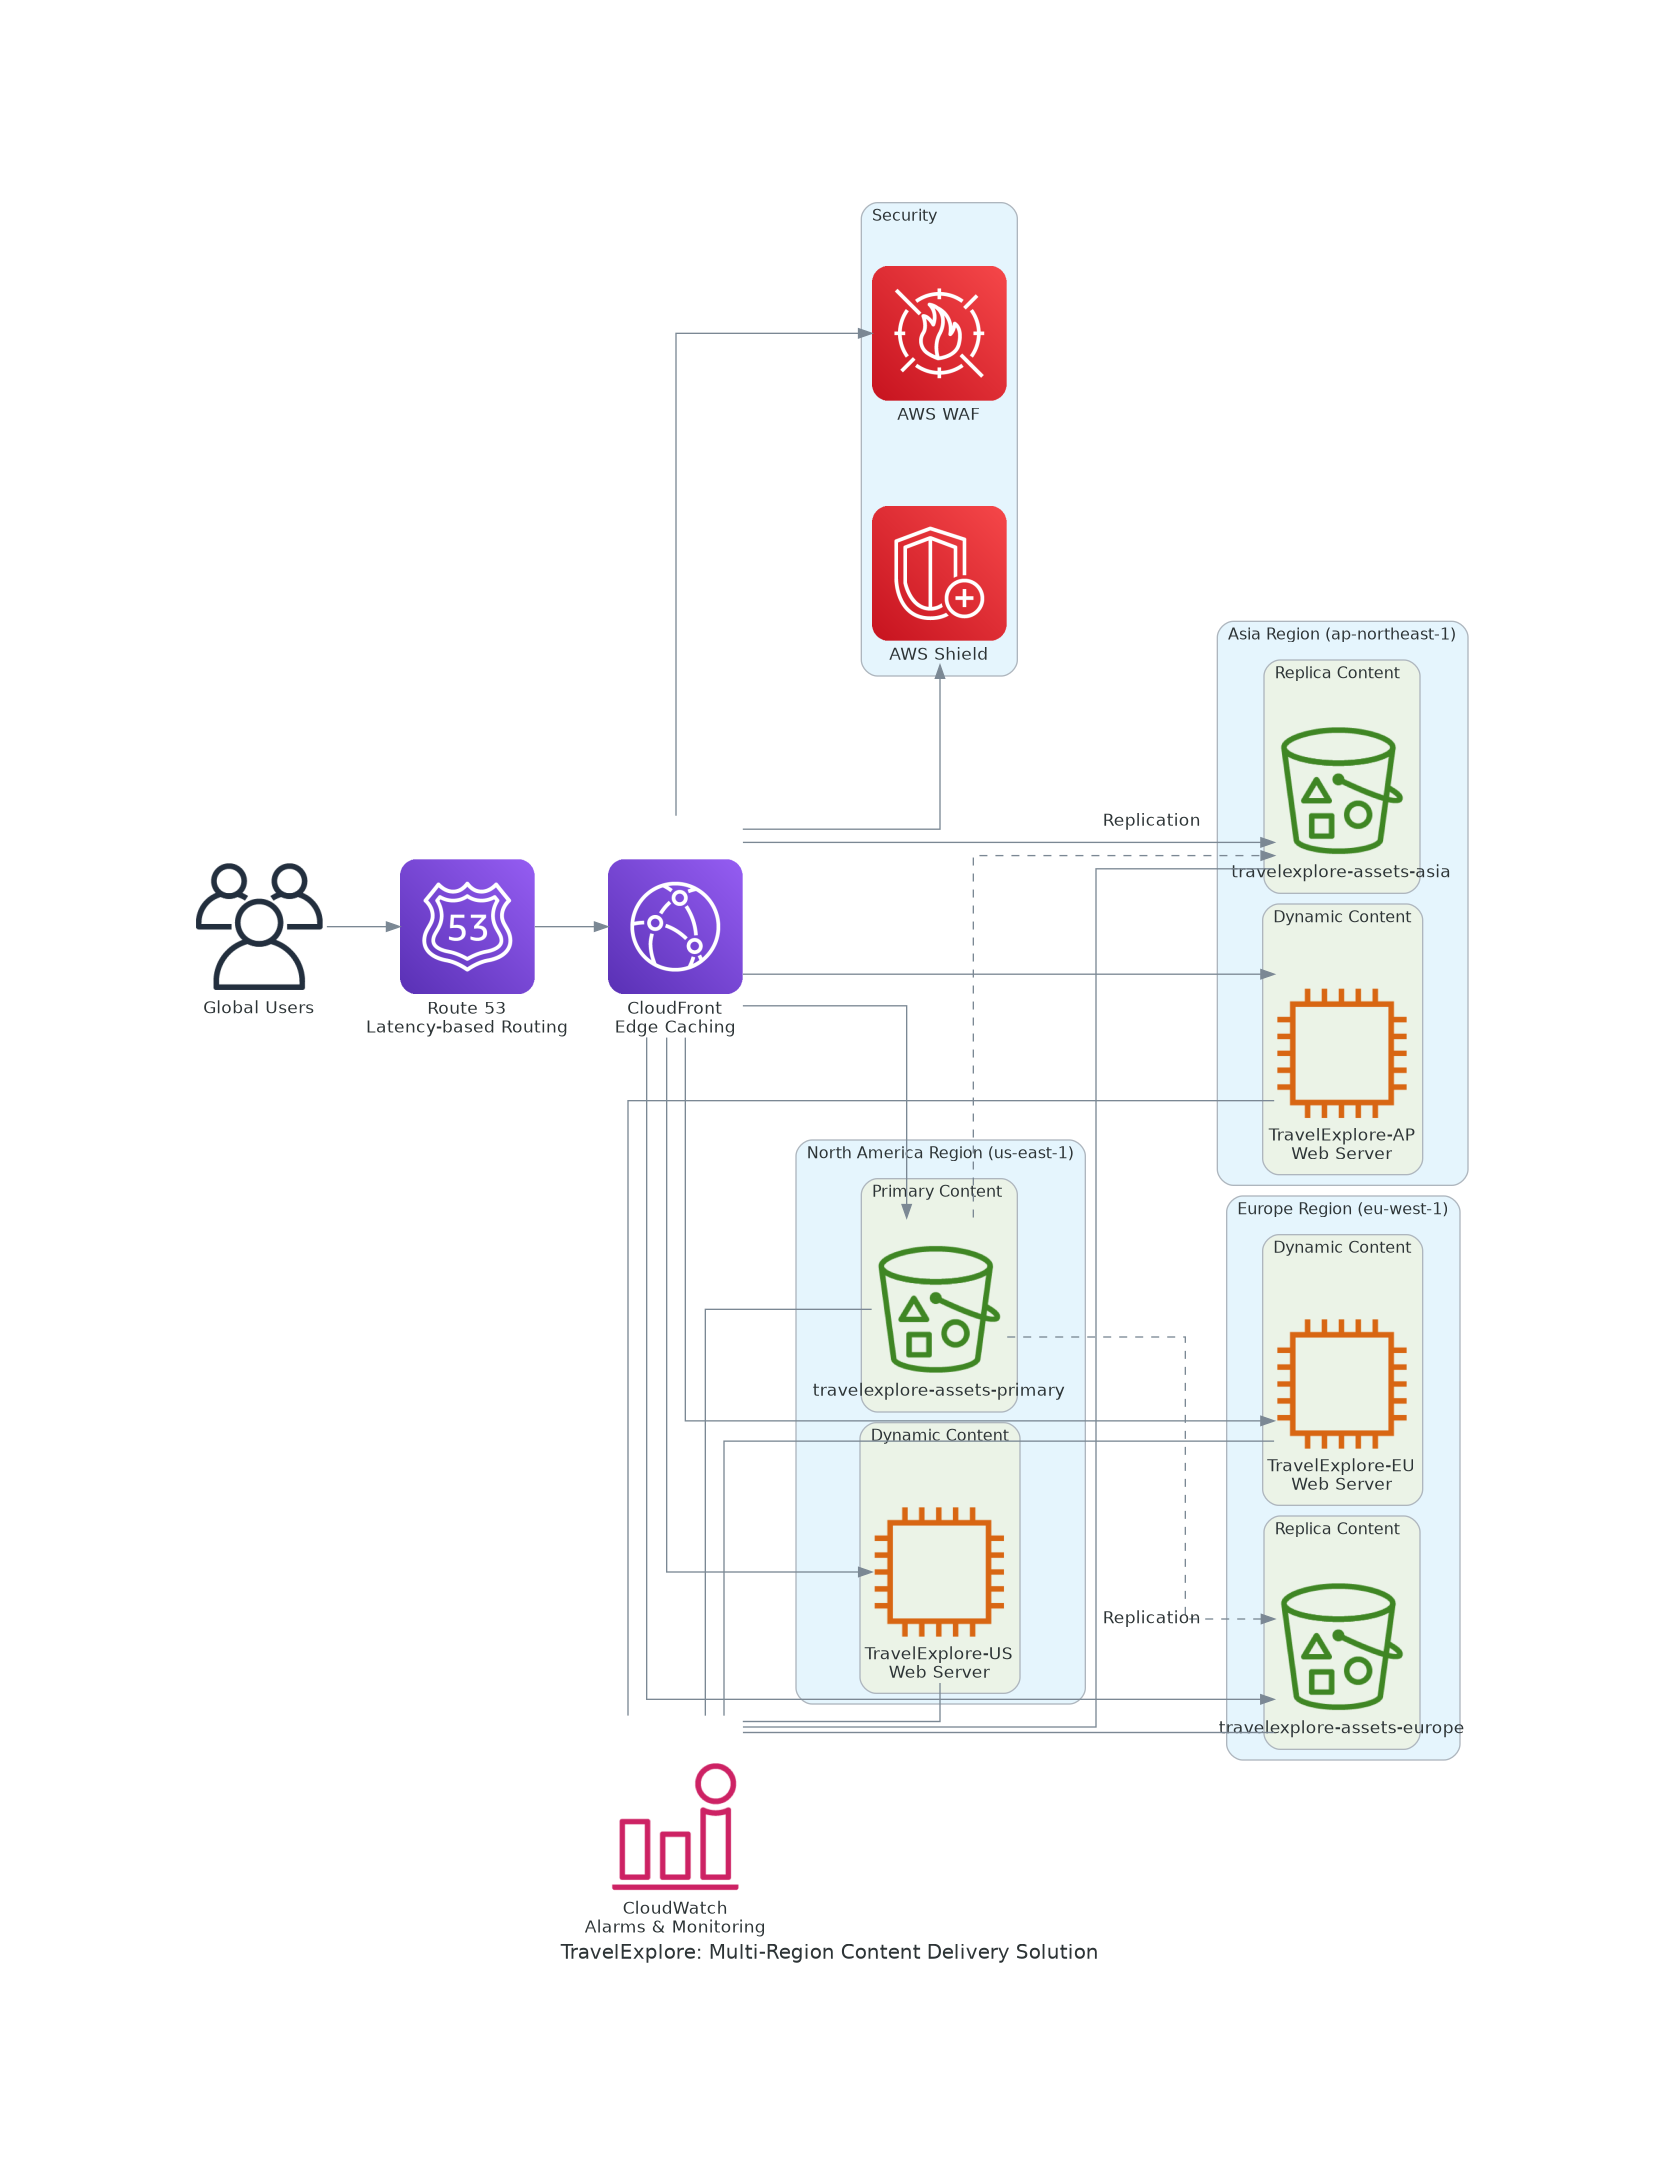 Security
AWS WAF
AWS Shield
Asia Region (ap-northeast-1)
Replica Content
Replication
travelexplore-assets-asia
Dynamic Content
53
Global Users
Route 53
Latency-based Routing
CloudFront
Edge Caching
TravelExplore-AP
Web Server
North America Region (us-east-1)
Primary Content
travelexplore-assets-primary
Dynamic Content
TravelExplore-US
Web Server
Europe Region (eu-west-1)
Dynamic Content
TravelExplore-EU
Web Server
Replica Content
Replication
travelexplore-assets-europe
CloudWatch
Alarms & Monitoring
TravelExplore: Multi-Region Content Delivery Solution